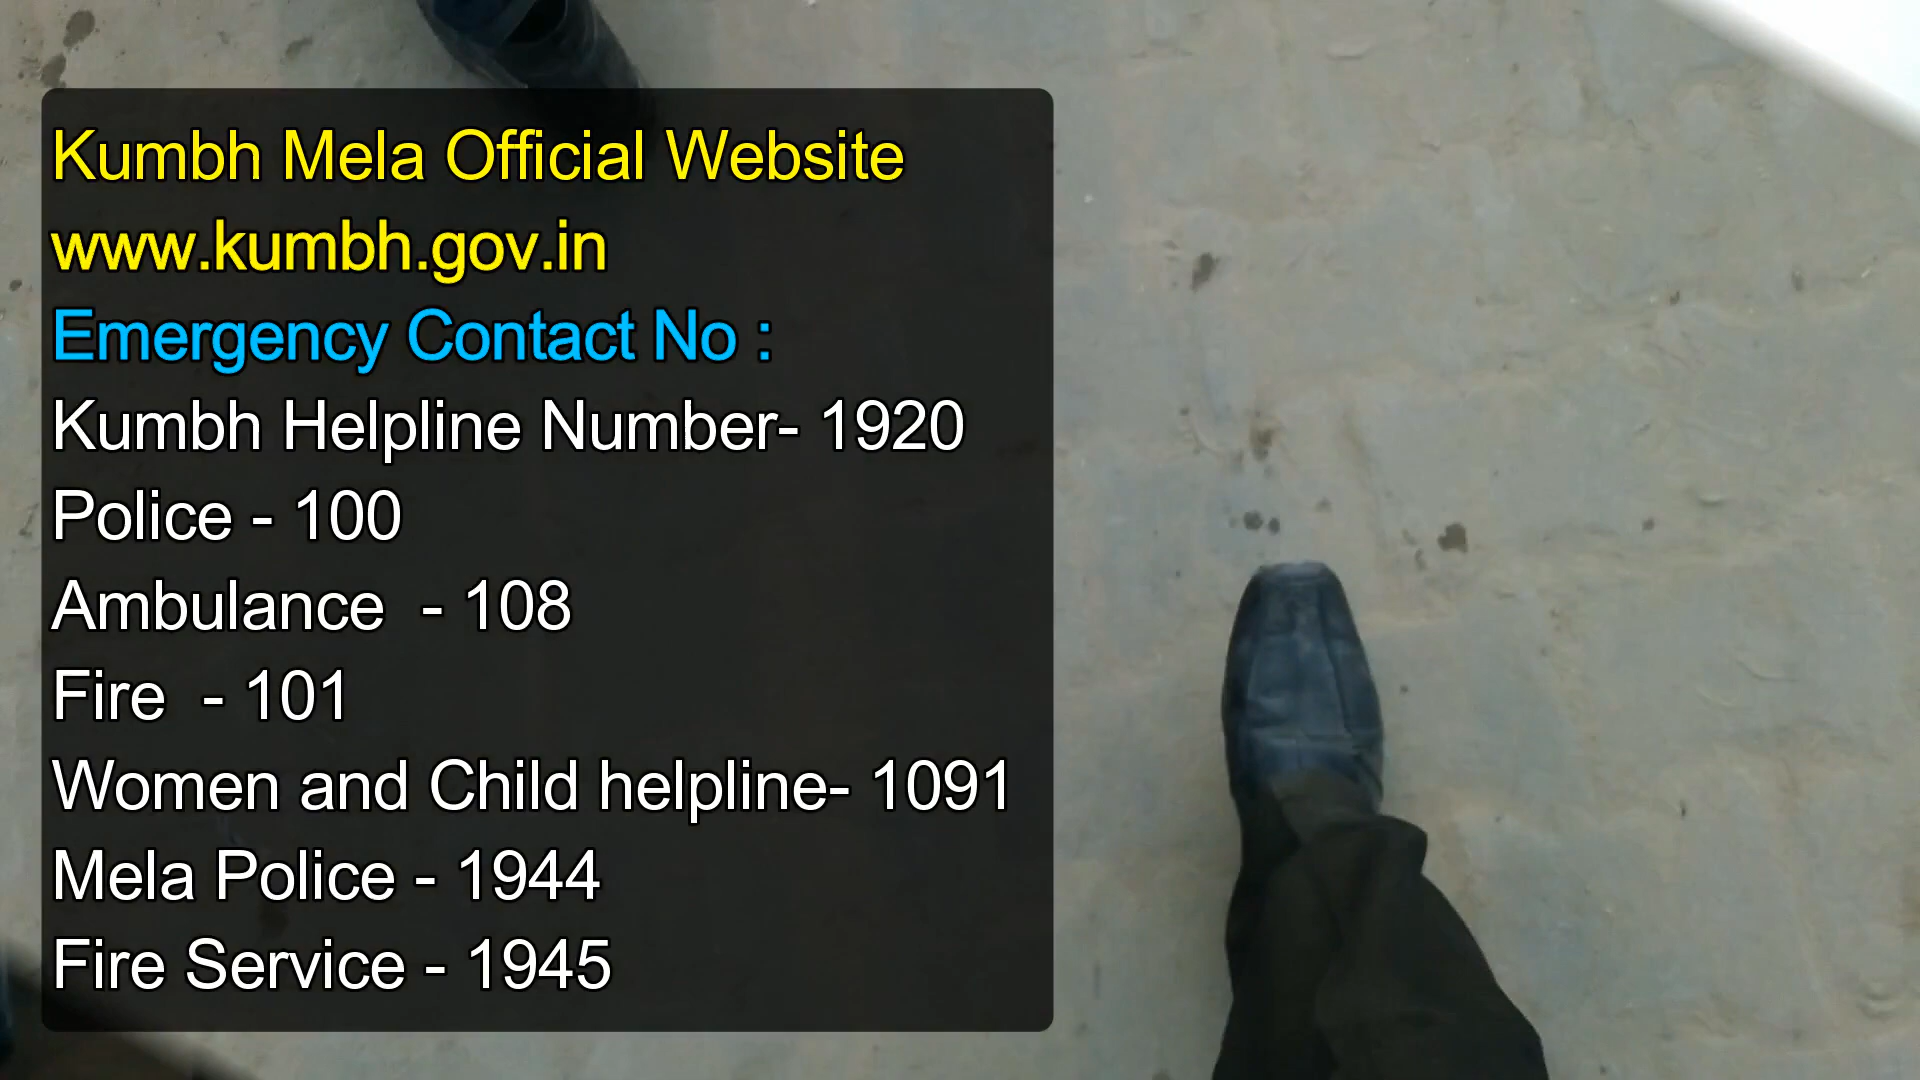 Kumbh Mela Official Website
www.kumbh.gov.in
Emergency Contact No :
Kumbh Helpline Number- 1920
Police - 100
Ambulance  - 108
Fire  - 101
Women and Child helpline- 1091
Mela Police - 1944
Fire Service - 1945